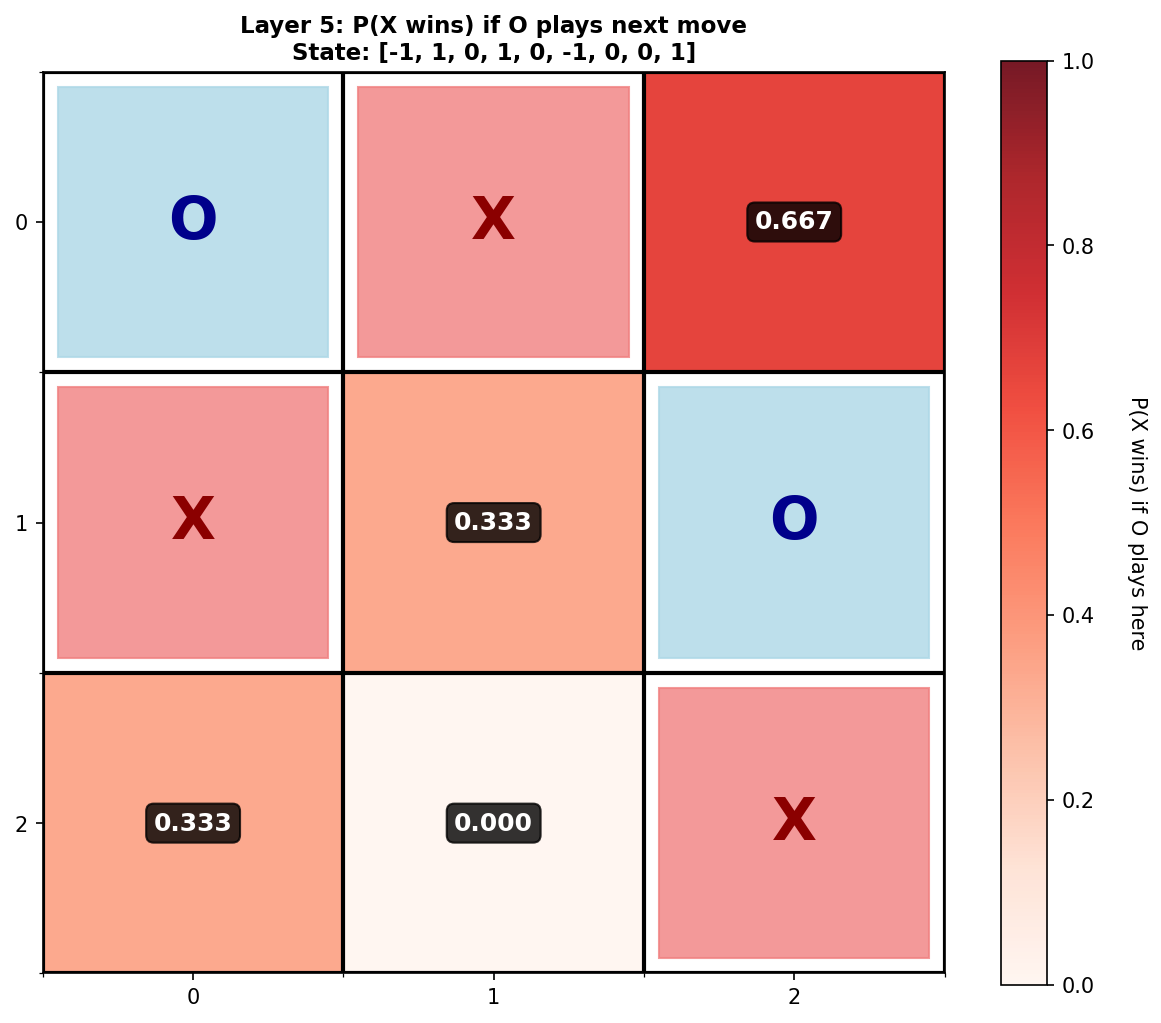 Layer 5: P(X wins) if O plays next move
State: [-1, 1, 0, 1, 0, -1, 0, 0, 1]
O
X
0.667
X
0.333
O
0.333
0.000
X
0
1
2
0
1
2
1.0
0.8
0.6
0.4
0.2
0.0
P(X wins) if O plays here